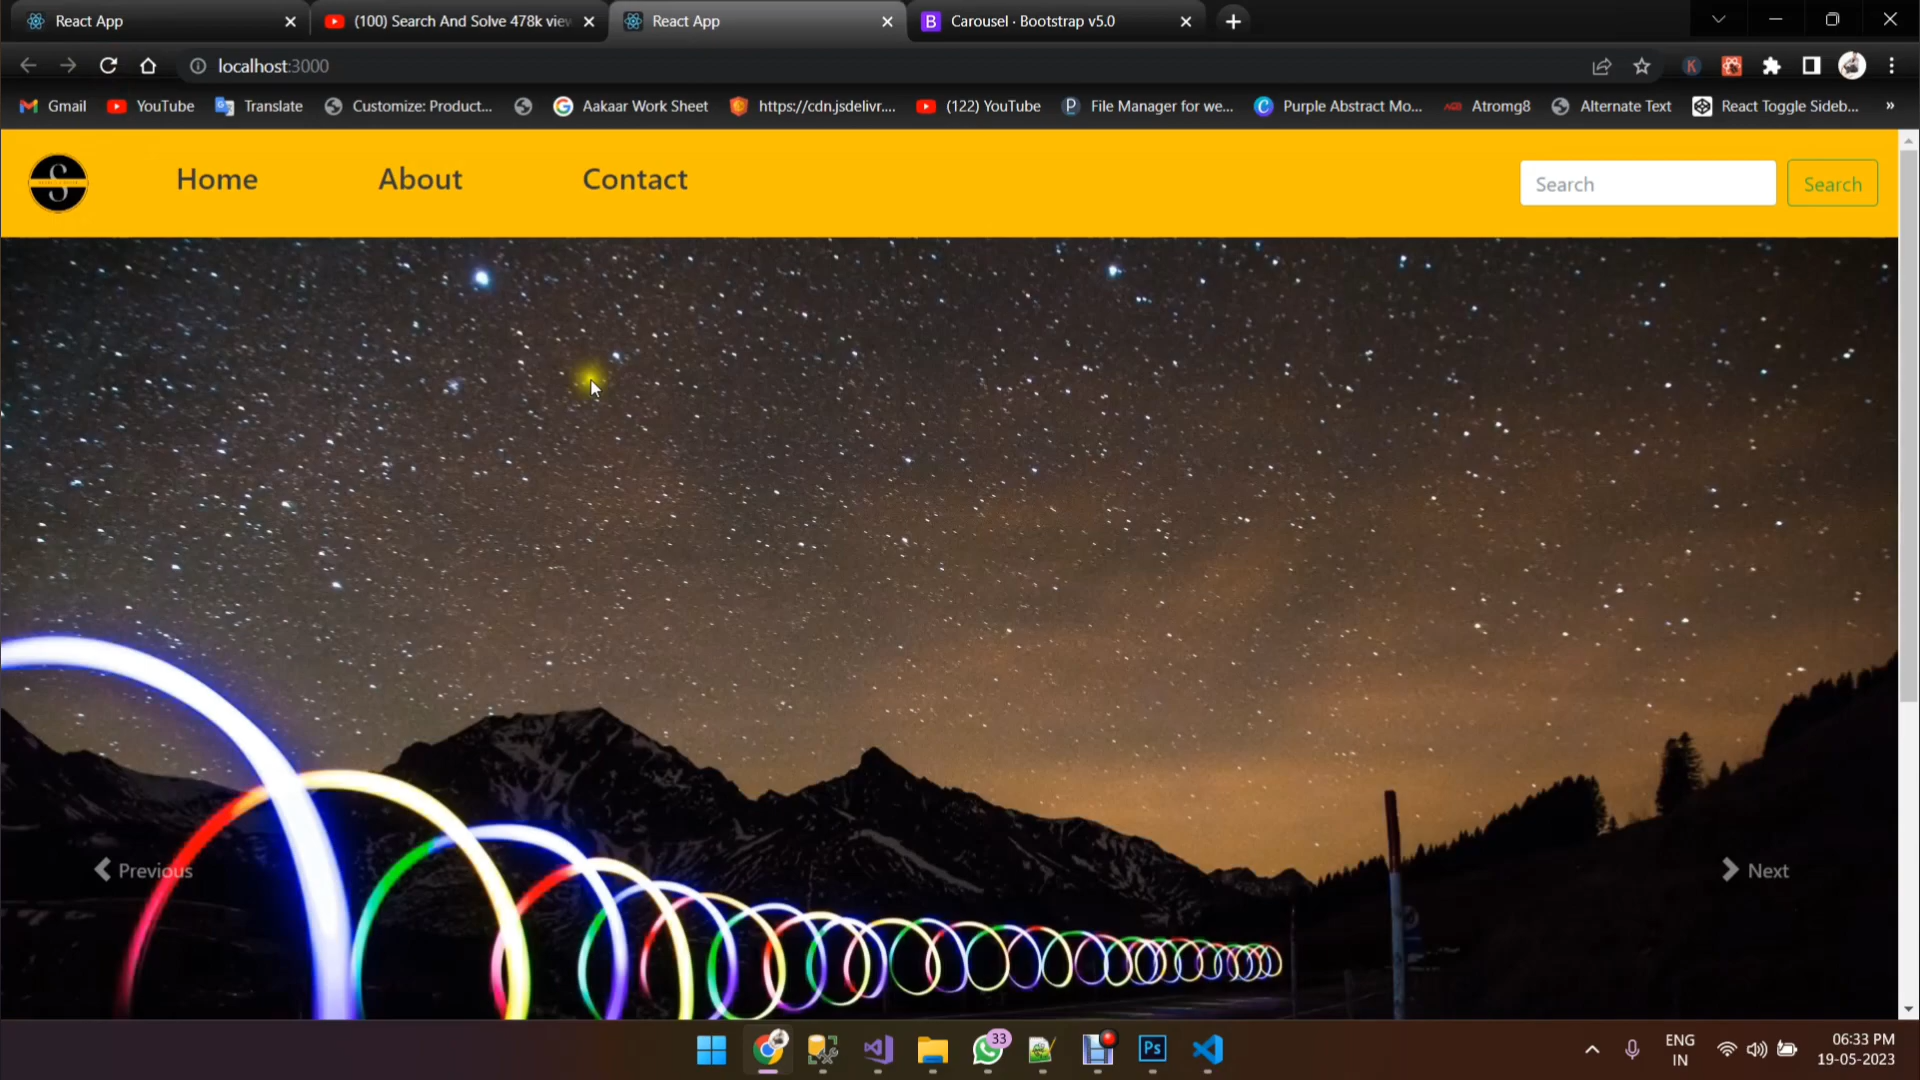 React App
(100) Search And Solve 478k view
React App
Carousel · Bootstrap v5.0
localhost:3000
Gmail
YouTube
Translate
Customize: Product...
Aakaar Work Sheet
https://cdn.jsdelivr....
(122) YouTube
File Manager for we...
Purple Abstract Mo...
Atromg8
Alternate Text
React Toggle Sideb...
»
Home
About
Contact
Search
Search
Previous
Next
33
Ps
ENG
IN
06:33 PM
19-05-2023